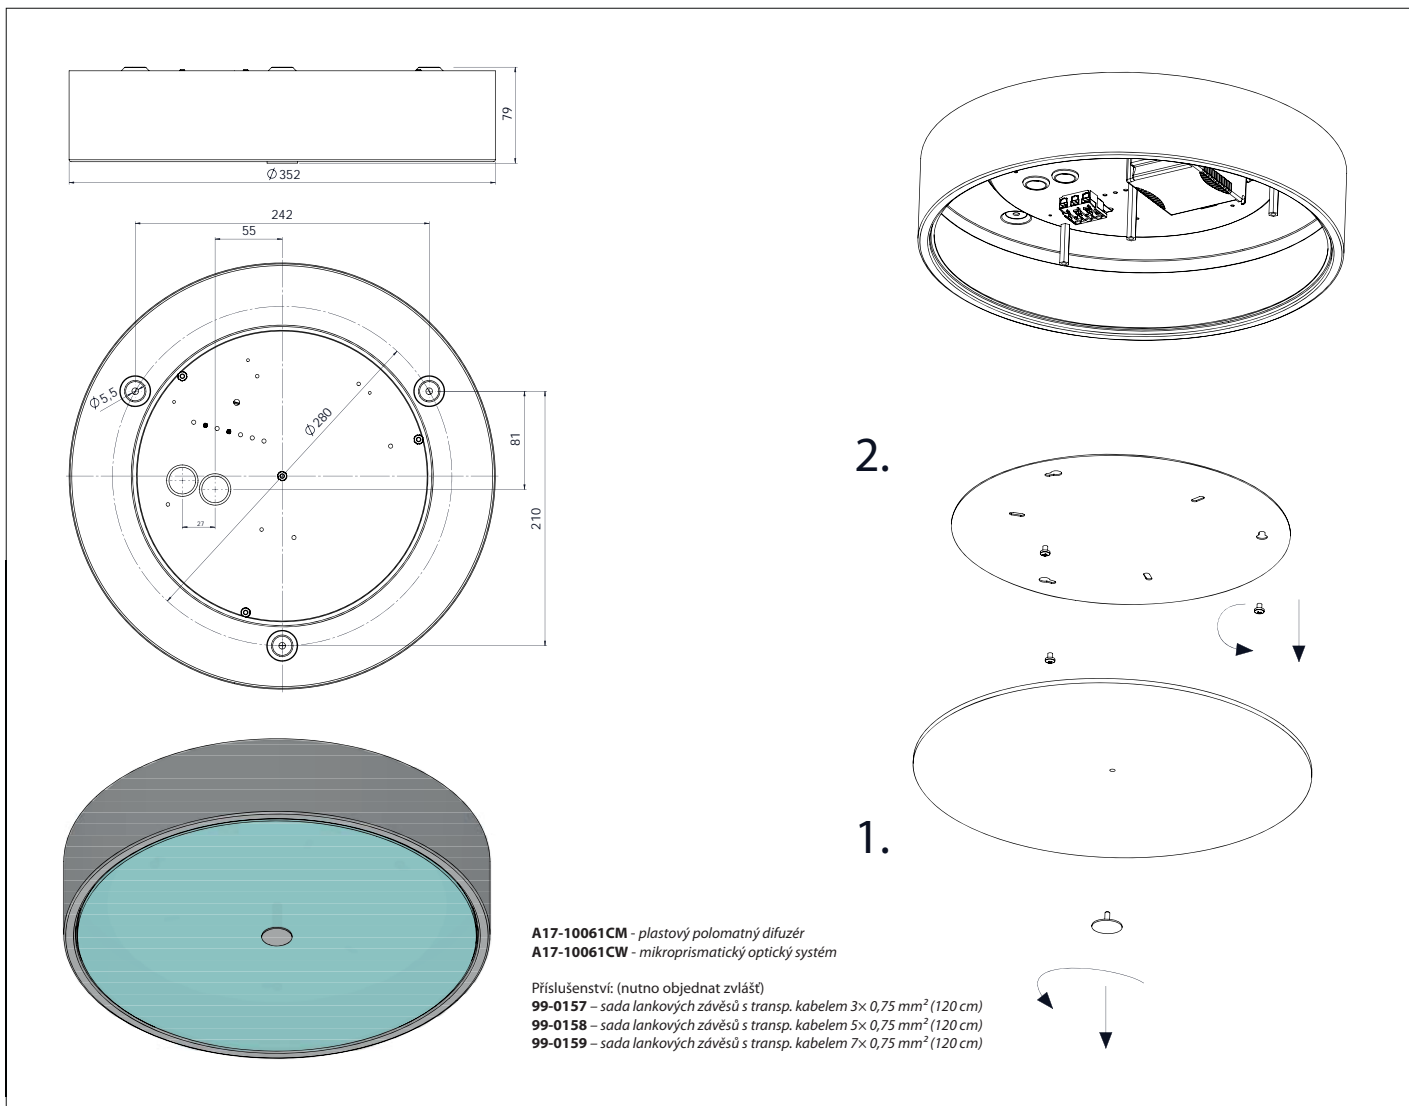 79
Ø352
242
55
Ø5,5
Ø280
81
210
27
2.
1.
A17-10061CM - plastový polomatný difuzér
A17-10061CW - mikroprismatický optický systém
Příslušenství: (nutno objednat zvlášť)
99-0157 – sada lankových závěsů s transp. kabelem 3× 0,75 mm² (120 cm)
99-0158 – sada lankových závěsů s transp. kabelem 5× 0,75 mm² (120 cm)
99-0159 – sada lankových závěsů s transp. kabelem 7× 0,75 mm² (120 cm)